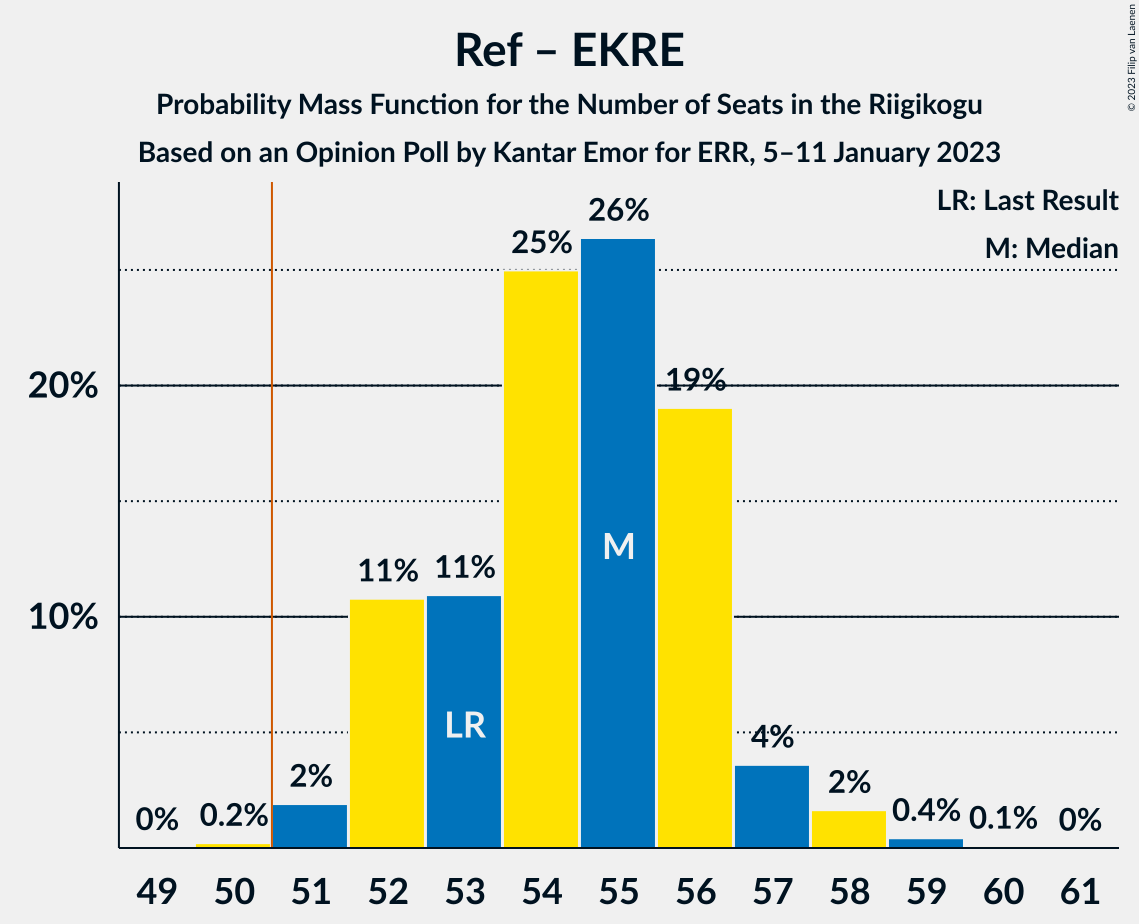 Ref – EKRE
Probability Mass Function for the Number of Seats in the Riigikogu
Based on an Opinion Poll by Kantar Emor for ERR, 5–11 January 2023
© 2023 Filip van Laenen
LR: Last Result
M: Median
20%
10%
0%
0.2%
2%
11%
11%
25%
26%
19%
4%
2%
0.4%
0.1%
0%
LR
M
49 50 51 52 53 54 55 56 57 58 59 60 61